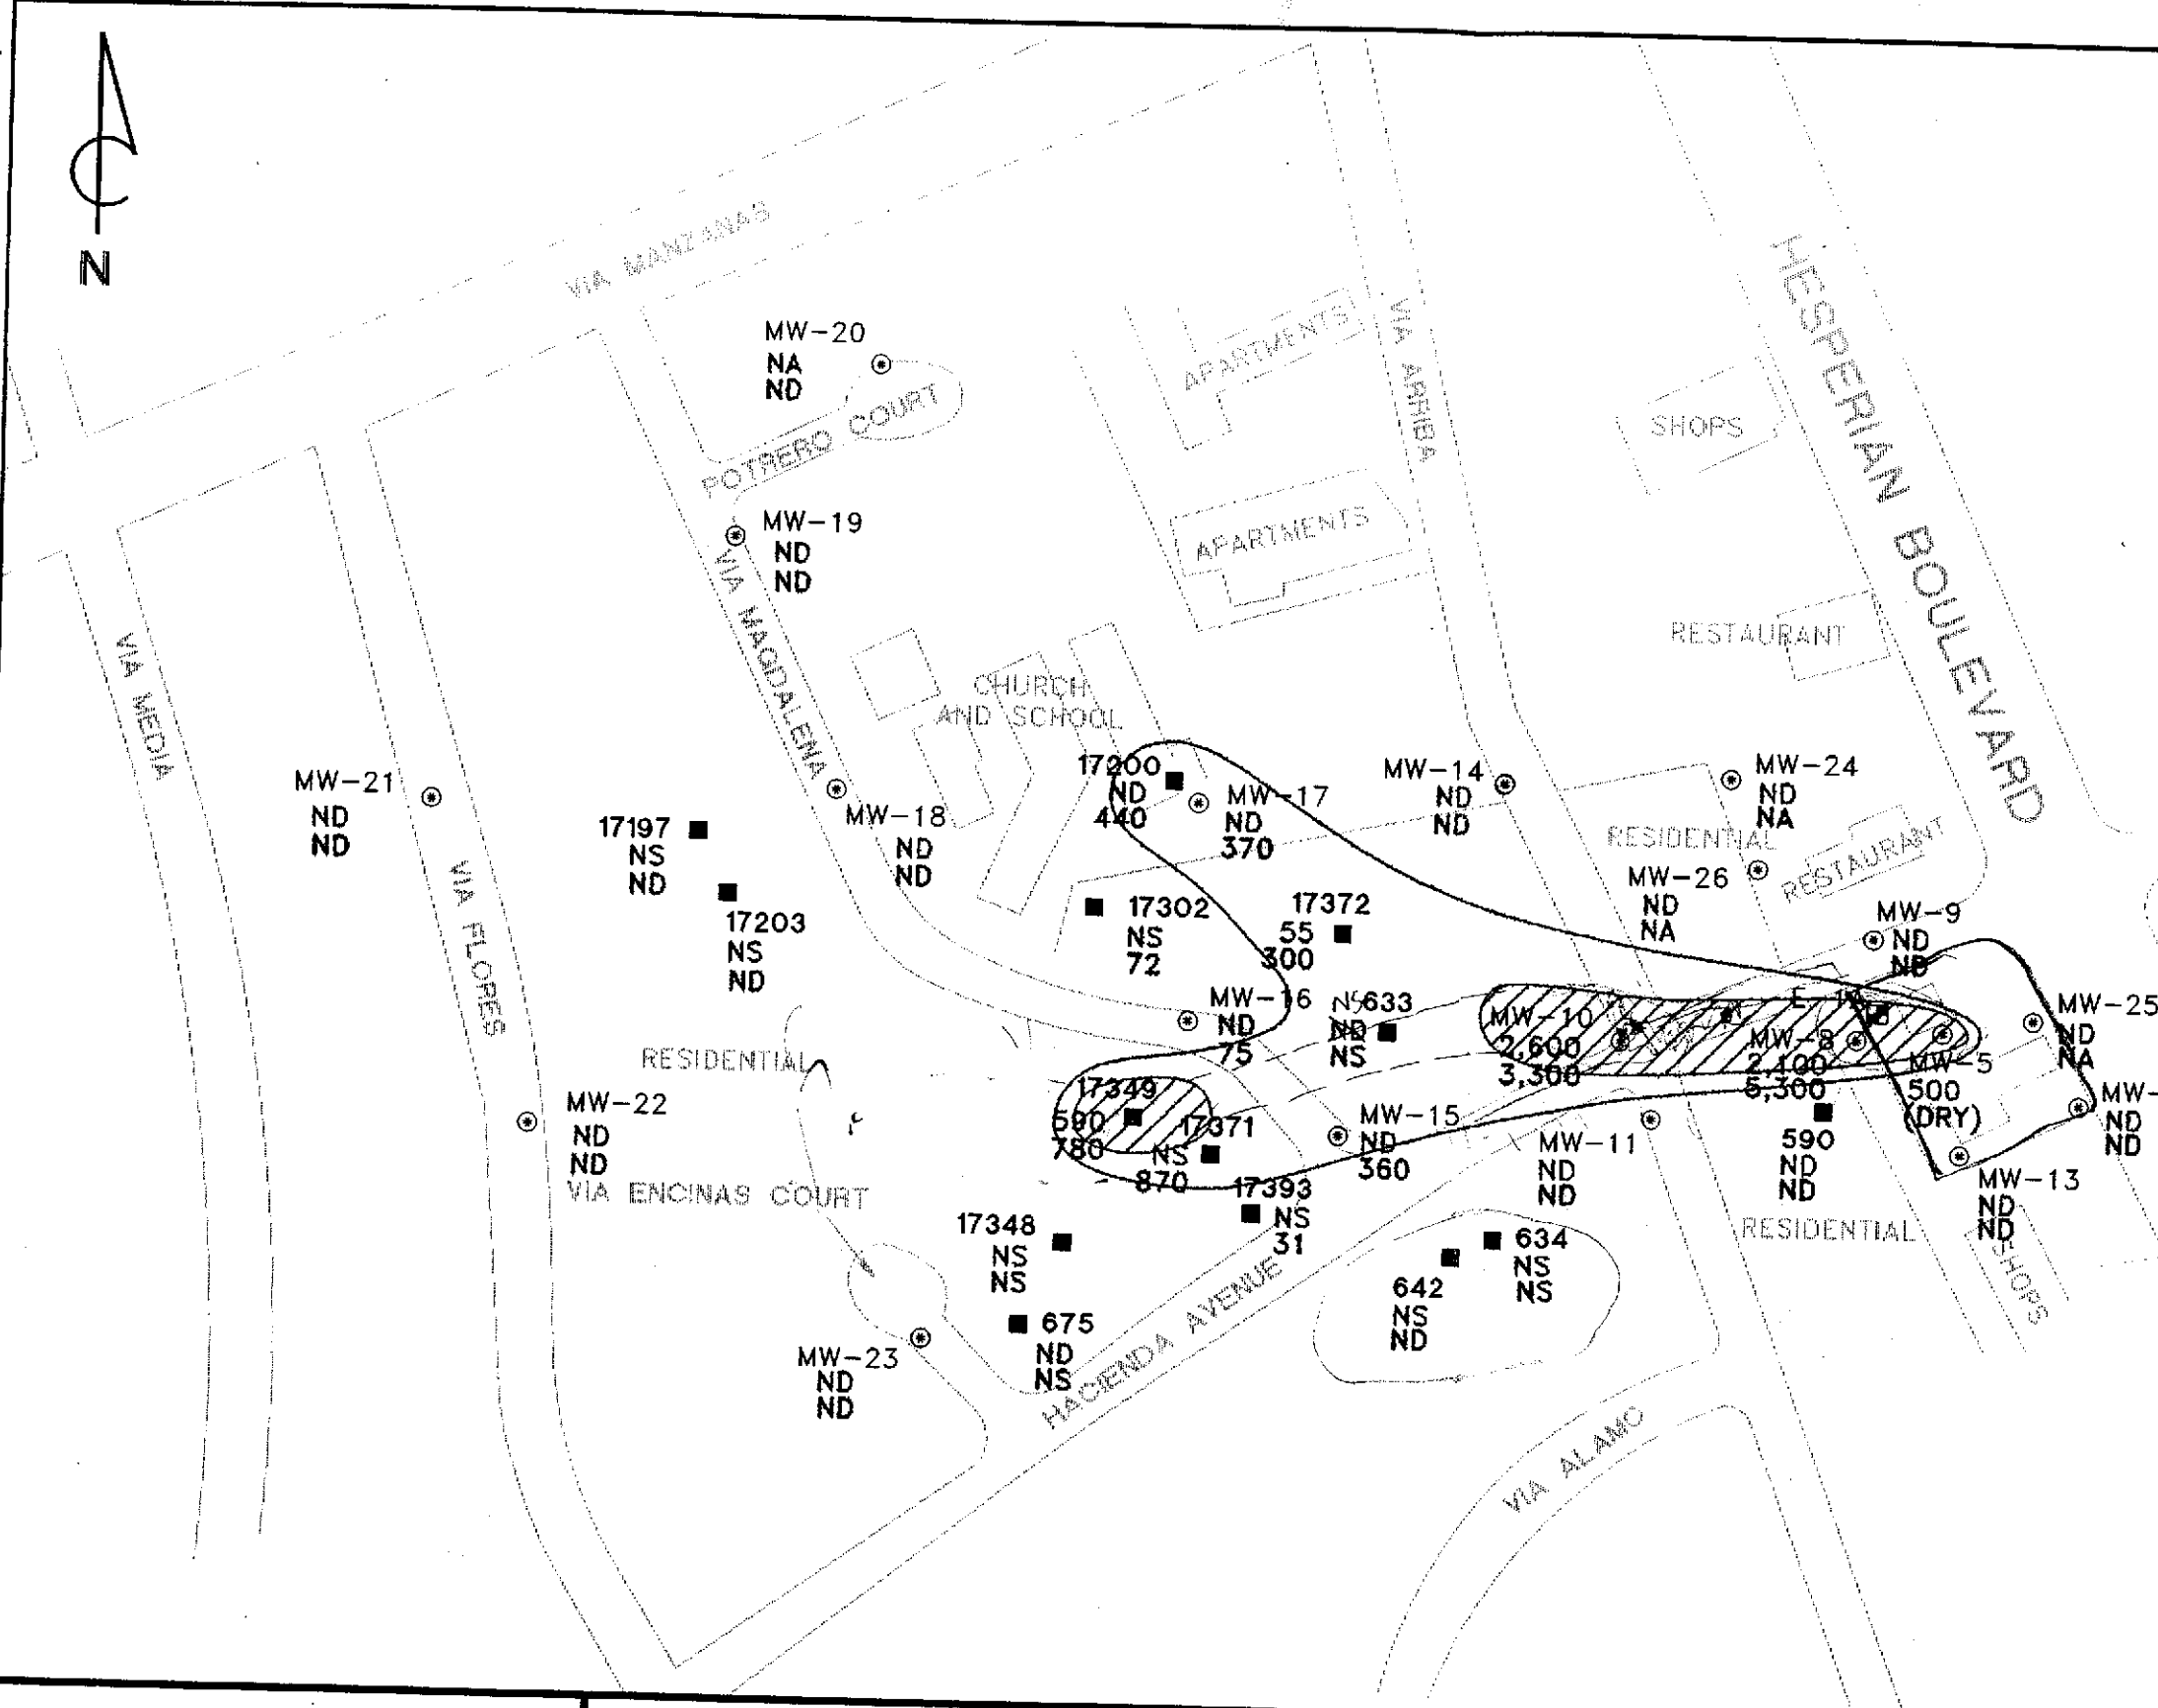 N
VIA MANZANAS
MW-20
NA
ND
POTRERO COURT
APARTMENTS
VIA ARRIBA
HESPERIAN BOULEVARD
SHOPS
MW-19
ND
ND
APARTMENTS
VIA MAGDALENA
VIA MEDIA
RESTAURANT
CHURCH
AND SCHOOL
MW-21
ND
ND
17197
NS
ND
17203
NS
ND
MW-18
ND
ND
VIA FLORES
17200
ND
440
MW-17
ND
370
MW-14
ND
ND
MW-24
ND
NA
RESIDENTIAL
RESTAURANT
MW-26
ND
NA
17302
NS
72
17372
55
300
MW-9
ND
ND
MW-16
ND
75
NS
633
ND
NS
MW-10
2,600
3,300
MW-8
2,100
5,300
MW-5
500
(DRY)
MW-25
ND
NA
MW-
ND
ND
RESIDENTIAL
17349
590
780
17371
NS
870
MW-15
ND
360
MW-11
ND
ND
590
ND
ND
MW-13
ND
ND
MW-22
ND
ND
VIA ENCINAS COURT
17393
NS
31
17348
NS
NS
634
NS
NS
642
NS
ND
RESIDENTIAL
SHOPS
675
ND
NS
MW-23
ND
ND
HACIENDA AVENUE
VIA ALAMO